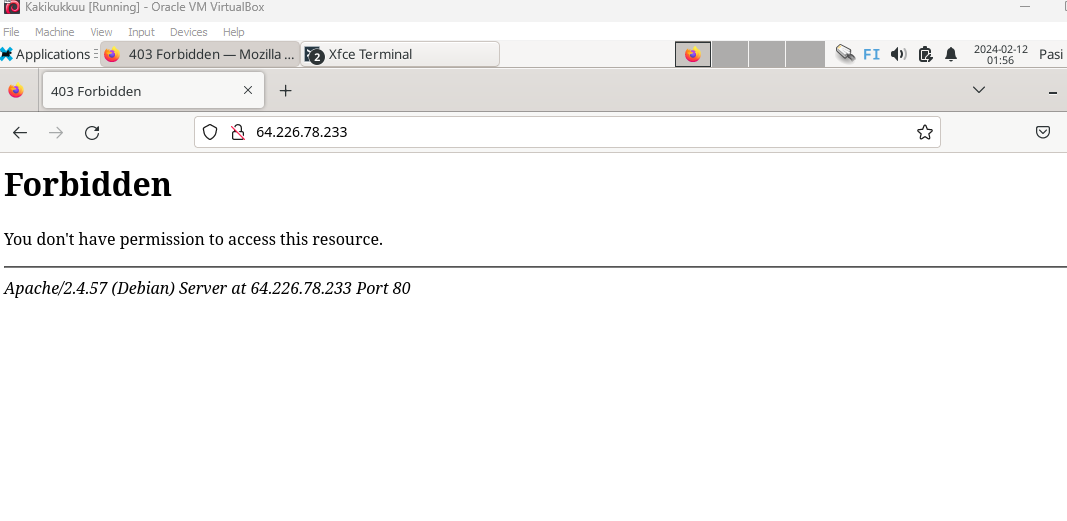 Kakikukkuu [Running] - Oracle VM VirtualBox
File Machine View Input Devices Help
Applications 403 Forbidden — Mozilla ... 2 Xfce Terminal FI 2024-02-12 Pasi
01:56
403 Forbidden
64.226.78.233
Forbidden
You don't have permission to access this resource.
Apache/2.4.57 (Debian) Server at 64.226.78.233 Port 80